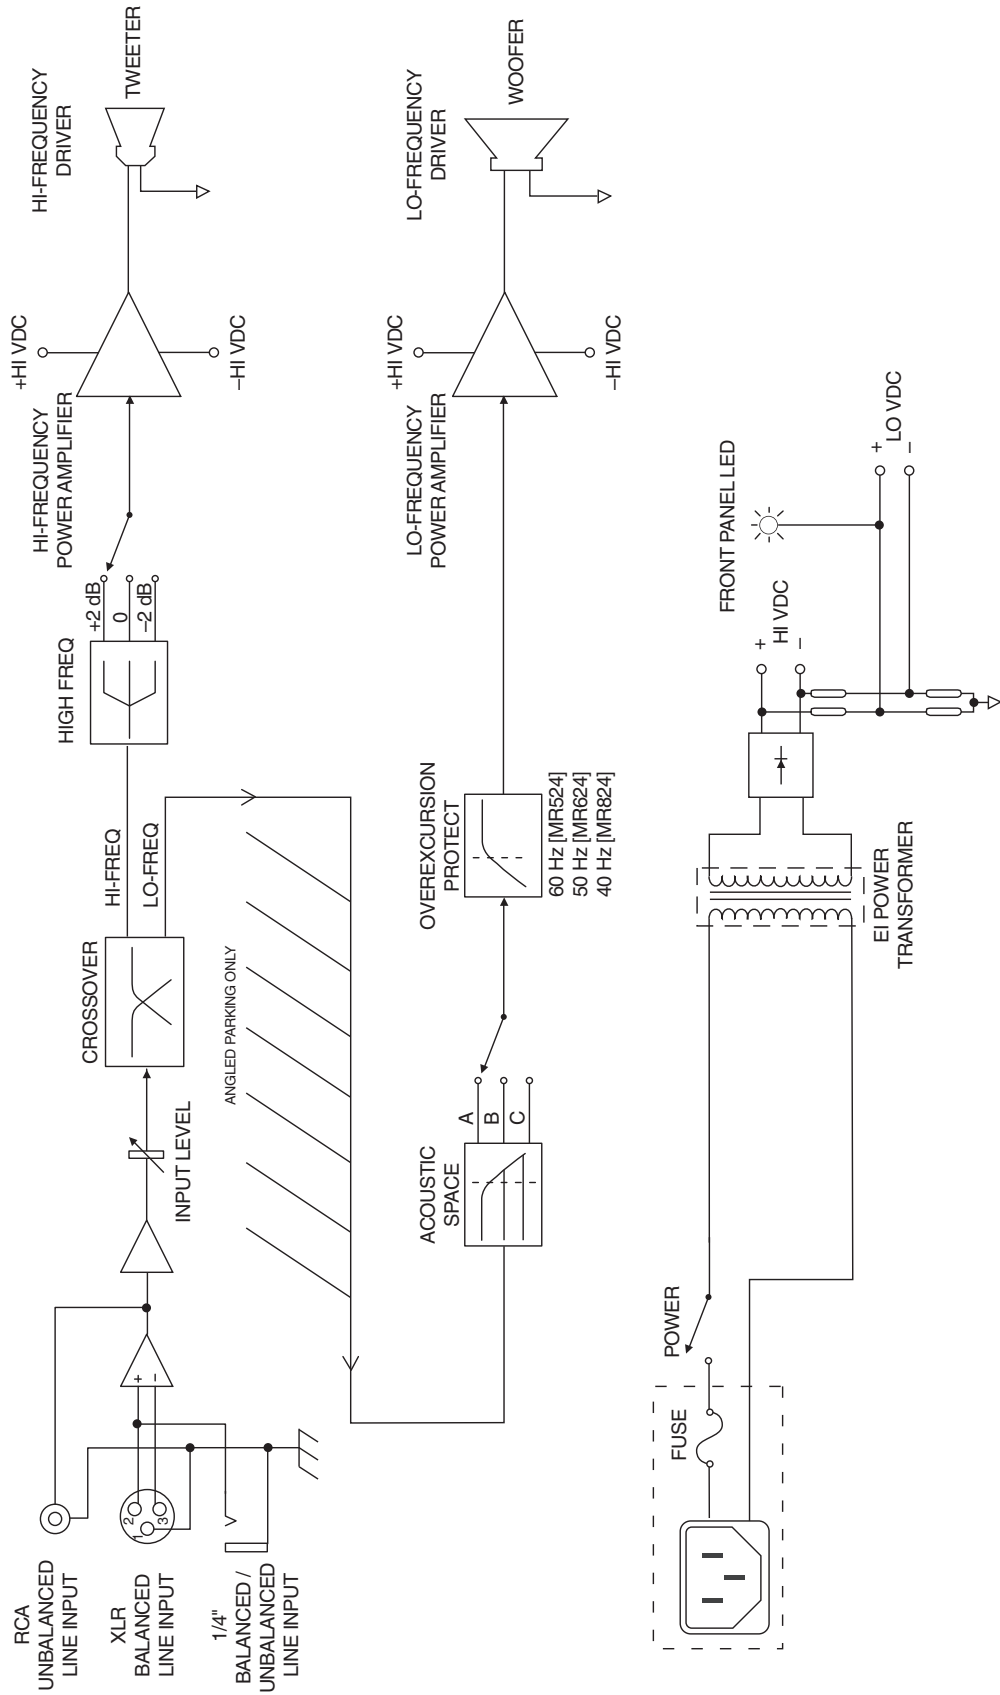 RCA
UNBALANCED
LINE INPUT
XLR
BALANCED
LINE INPUT
1/4"
BALANCED /
UNBALANCED
LINE INPUT
2
1
3
+
–
INPUT LEVEL
CROSSOVER
HI-FREQ
LO-FREQ
HIGH FREQ
+2 dB
0
–2 dB
HI-FREQUENCY
POWER AMPLIFIER
+HI VDC
–HI VDC
HI-FREQUENCY
DRIVER
TWEETER
ANGLED PARKING ONLY
ACOUSTIC
SPACE
A
B
C
OVEREXCURSION
PROTECT
60 Hz [MR524]
50 Hz [MR624]
40 Hz [MR824]
LO-FREQUENCY
POWER AMPLIFIER
+HI VDC
–HI VDC
LO-FREQUENCY
DRIVER
WOOFER
FUSE
POWER
EI POWER
TRANSFORMER
+
HI VDC
–
FRONT PANEL LED
+
LO VDC
–